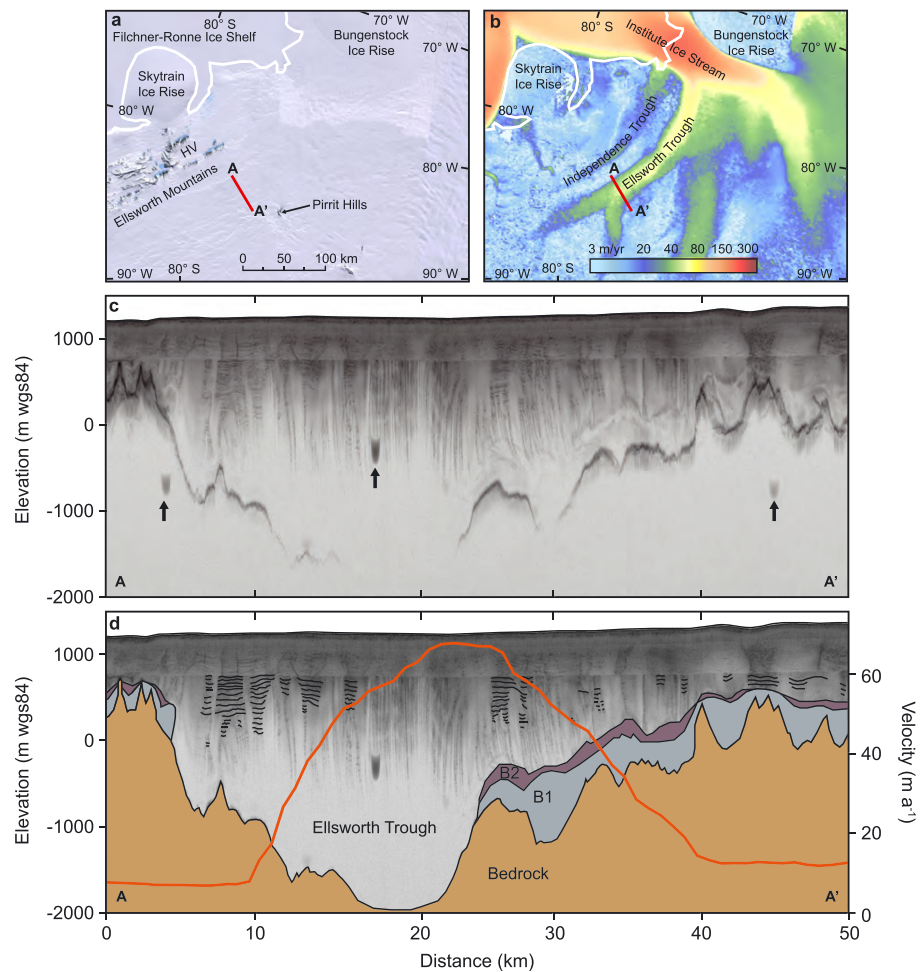 a
80° S
70° W
Filchner-Ronne Ice Shelf
Bungenstock
Ice Rise
70° W
Skytrain
Ice Rise
80° W
HV
Ellsworth Mountains
A
A'
Pirrit Hills
80° W
0 50 100 km
90° W
80° S
90° W
b
80° S
70° W
Institute Ice Stream
Bungenstock
Ice Rise
70° W
Skytrain
Ice Rise
80° W
Independence Trough
Ellsworth Trough
A
A'
80° W
3 m/yr 20 40 80 150 300
90° W
80° S
90° W
c
Elevation (m wgs84)
1000
0
-1000
-2000
A
A'
d
Elevation (m wgs84)
1000
0
-1000
-2000
Velocity (m a-1)
60
40
20
0
B2
B1
Ellsworth Trough
Bedrock
A
A'
0 10 20 30 40 50
Distance (km)